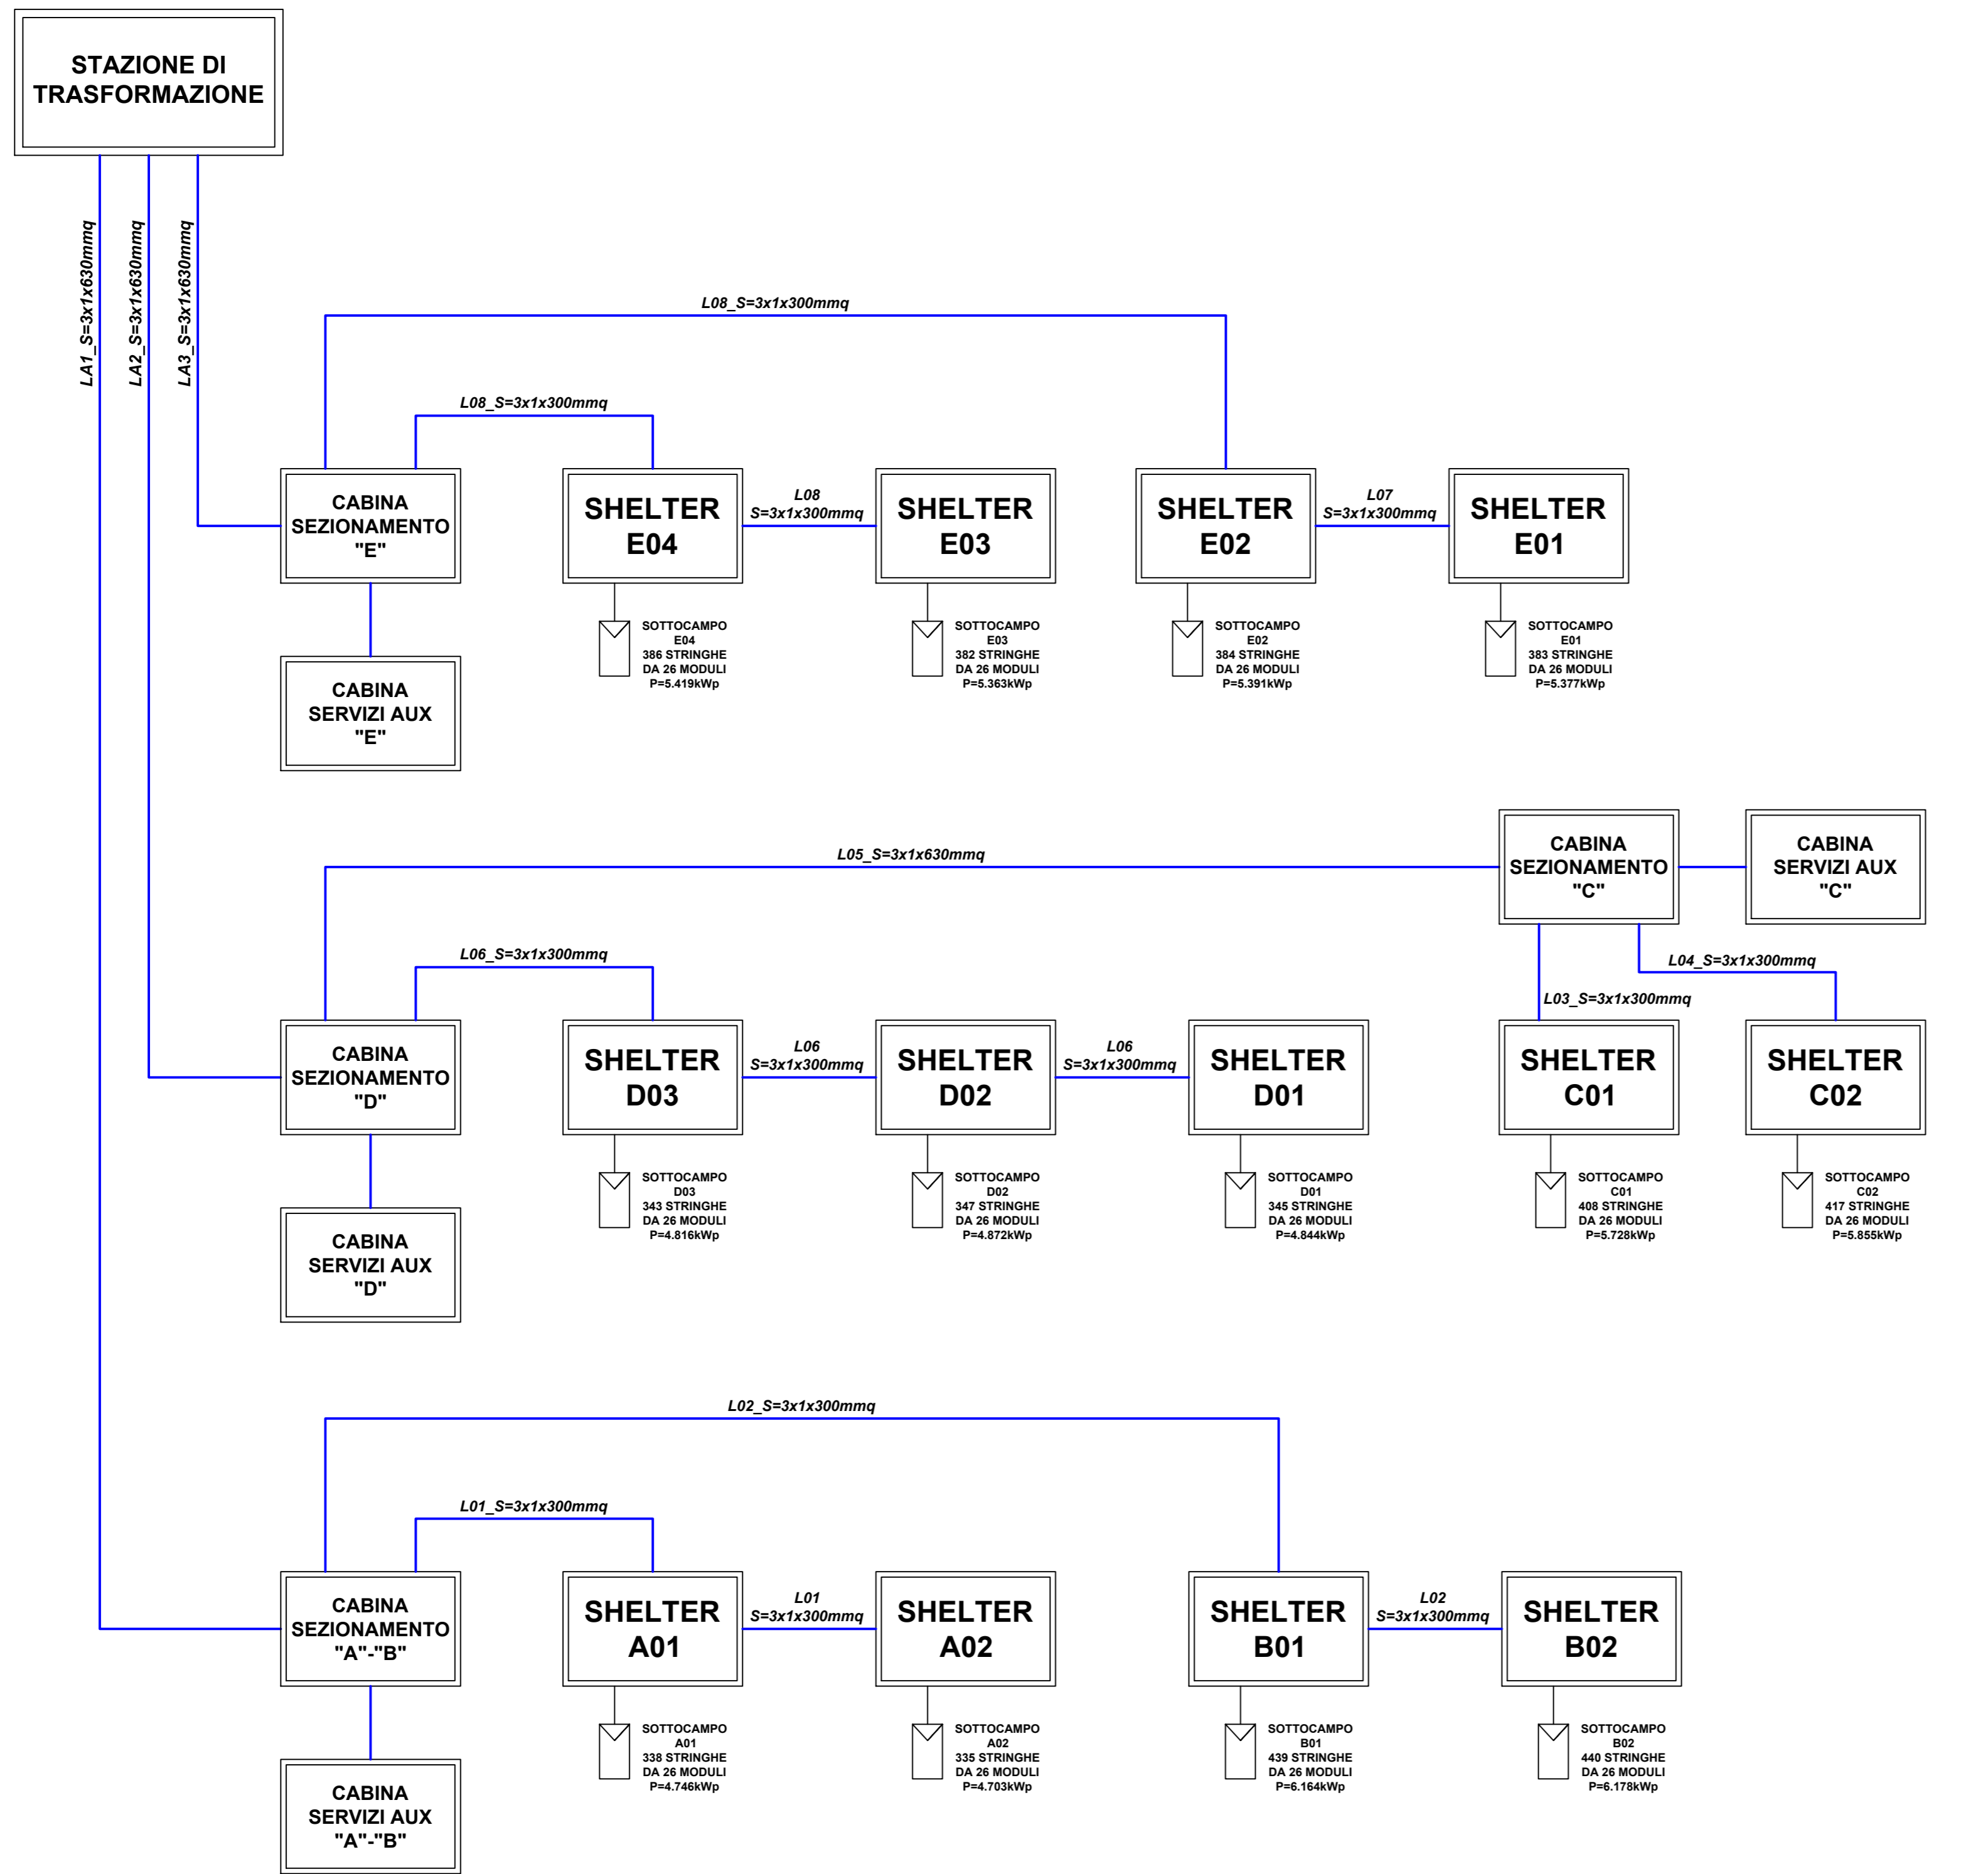 STAZIONE DI
TRASFORMAZIONE
LA1_S=3x1x630mmq
LA2_S=3x1x630mmq
LA3_S=3x1x630mmq
L08_S=3x1x300mmq
L08_S=3x1x300mmq
CABINA
SEZIONAMENTO
"E"
SHELTER
E04
L08
S=3x1x300mmq
SHELTER
E03
SHELTER
E02
L07
S=3x1x300mmq
SHELTER
E01
SOTTOCAMPO
E04
386 STRINGHE
DA 26 MODULI
P=5.419kWp
SOTTOCAMPO
E03
382 STRINGHE
DA 26 MODULI
P=5.363kWp
SOTTOCAMPO
E02
384 STRINGHE
DA 26 MODULI
P=5.391kWp
SOTTOCAMPO
E01
383 STRINGHE
DA 26 MODULI
P=5.377kWp
CABINA
SERVIZI AUX
"E"
L05_S=3x1x630mmq
CABINA
SEZIONAMENTO
"C"
CABINA
SERVIZI AUX
"C"
L06_S=3x1x300mmq
L04_S=3x1x300mmq
L03_S=3x1x300mmq
CABINA
SEZIONAMENTO
"D"
SHELTER
D03
L06
S=3x1x300mmq
SHELTER
D02
L06
S=3x1x300mmq
SHELTER
D01
SHELTER
C01
SHELTER
C02
SOTTOCAMPO
D03
343 STRINGHE
DA 26 MODULI
P=4.816kWp
SOTTOCAMPO
D02
347 STRINGHE
DA 26 MODULI
P=4.872kWp
SOTTOCAMPO
D01
345 STRINGHE
DA 26 MODULI
P=4.844kWp
SOTTOCAMPO
C01
408 STRINGHE
DA 26 MODULI
P=5.728kWp
SOTTOCAMPO
C02
417 STRINGHE
DA 26 MODULI
P=5.855kWp
CABINA
SERVIZI AUX
"D"
L02_S=3x1x300mmq
L01_S=3x1x300mmq
CABINA
SEZIONAMENTO
"A"-"B"
SHELTER
A01
L01
S=3x1x300mmq
SHELTER
A02
SHELTER
B01
L02
S=3x1x300mmq
SHELTER
B02
SOTTOCAMPO
A01
338 STRINGHE
DA 26 MODULI
P=4.746kWp
SOTTOCAMPO
A02
335 STRINGHE
DA 26 MODULI
P=4.703kWp
SOTTOCAMPO
B01
439 STRINGHE
DA 26 MODULI
P=6.164kWp
SOTTOCAMPO
B02
440 STRINGHE
DA 26 MODULI
P=6.178kWp
CABINA
SERVIZI AUX
"A"-"B"